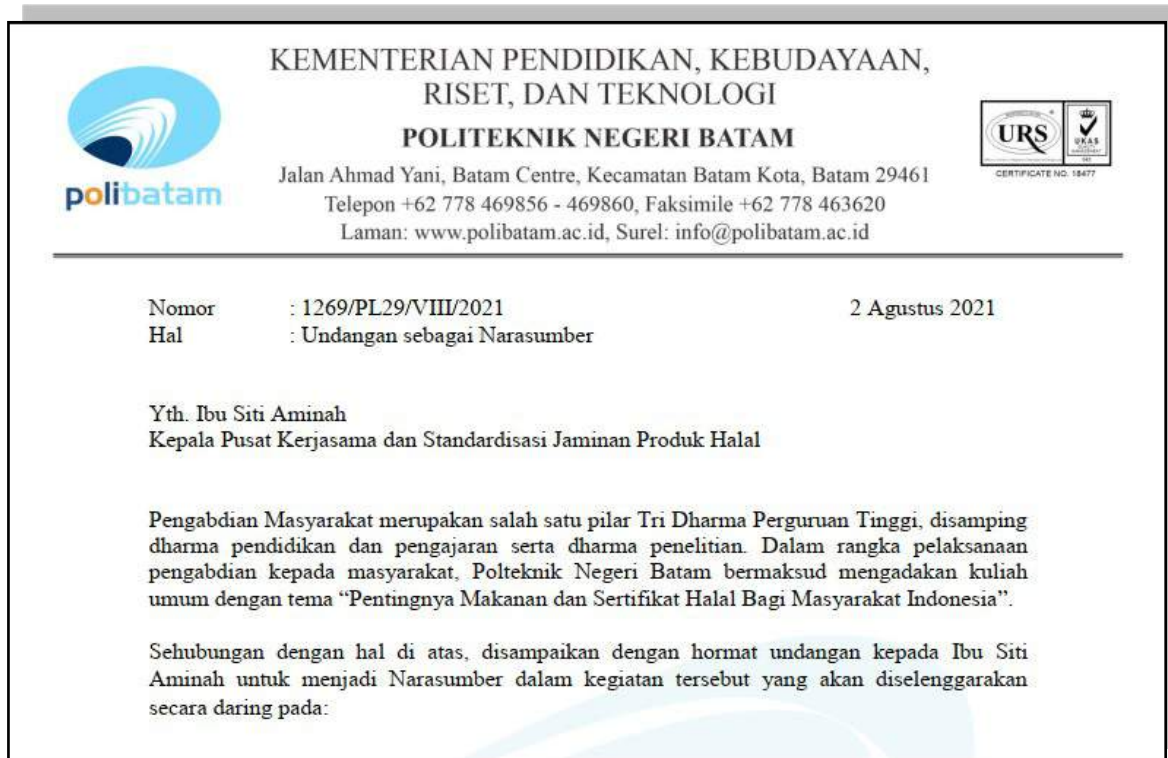 KEMENTERIAN PENDIDIKAN, KEBUDAYAAN,
RISET, DAN TEKNOLOGI
POLITEKNIK NEGERI BATAM
Jalan Ahmad Yani, Batam Centre, Kecamatan Batam Kota, Batam 29461
Telepon +62 778 469856 - 469860, Faksimile +62 778 463620
Laman: www.polibatam.ac.id, Surel: info@polibatam.ac.id
polibatam
URS
UKAS
CERTIFICATE NO. 18477
Nomor : 1269/PL29/VIII/2021 2 Agustus 2021
Hal : Undangan sebagai Narasumber
Yth. Ibu Siti Aminah
Kepala Pusat Kerjasama dan Standardisasi Jaminan Produk Halal
Pengabdian Masyarakat merupakan salah satu pilar Tri Dharma Perguruan Tinggi, disamping
dharma pendidikan dan pengajaran serta dharma penelitian. Dalam rangka pelaksanaan
pengabdian kepada masyarakat, Polteknik Negeri Batam bermaksud mengadakan kuliah
umum dengan tema “Pentingnya Makanan dan Sertifikat Halal Bagi Masyarakat Indonesia”.
Sehubungan dengan hal di atas, disampaikan dengan hormat undangan kepada Ibu Siti
Aminah untuk menjadi Narasumber dalam kegiatan tersebut yang akan diselenggarakan
secara daring pada: